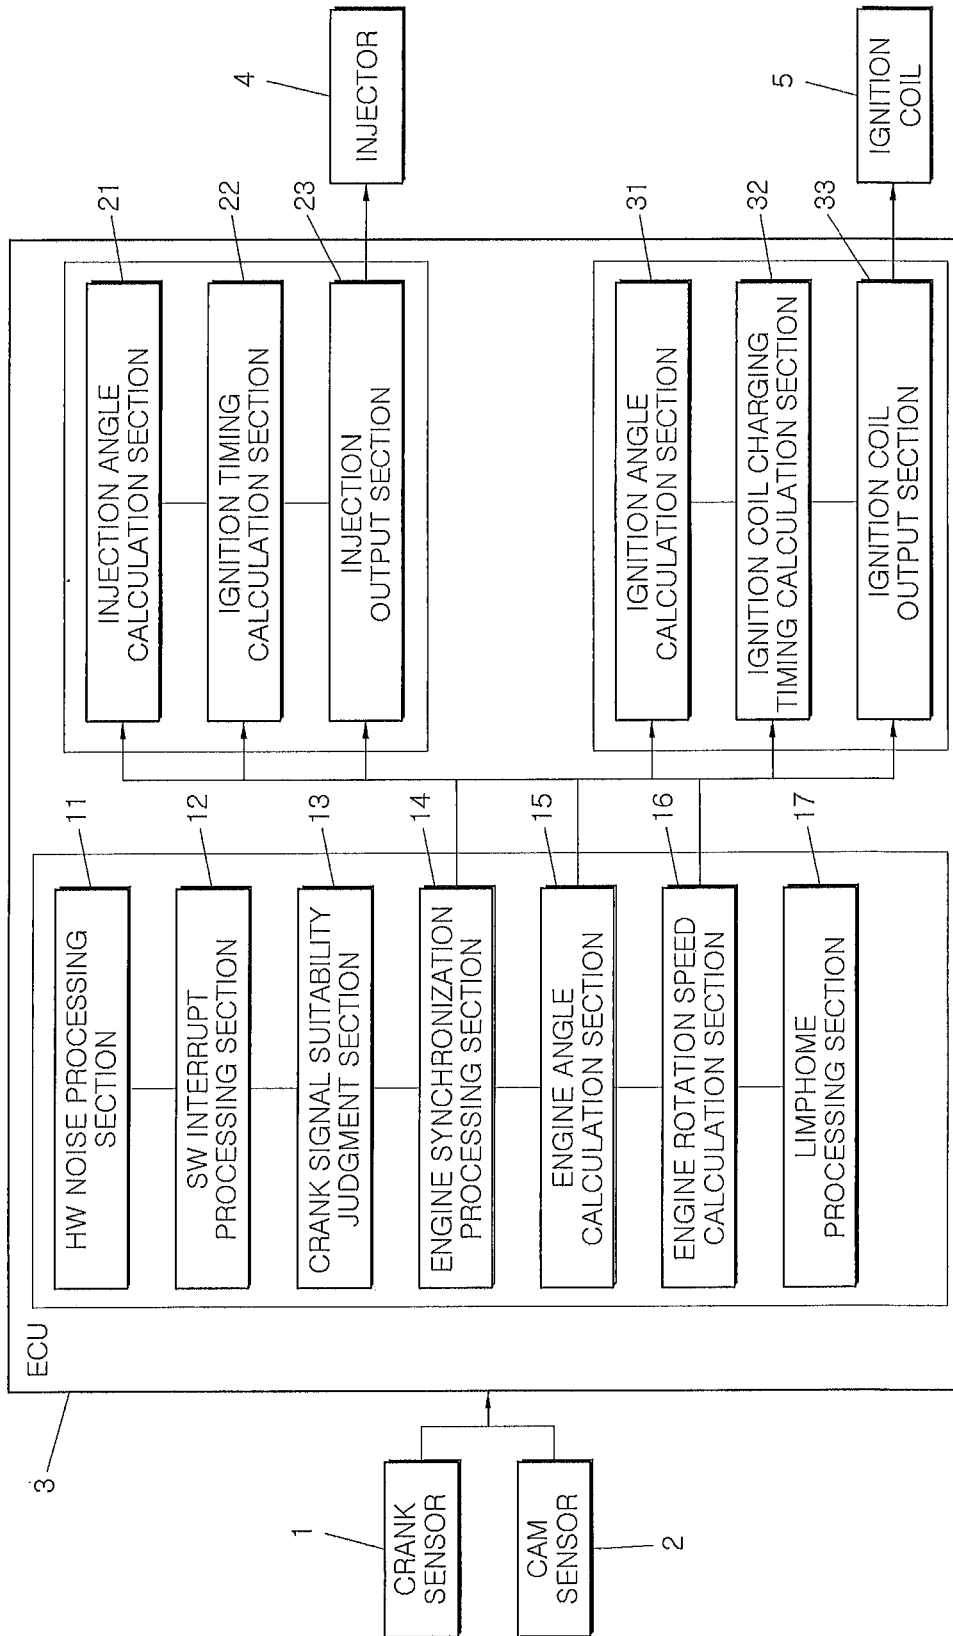 ECU
3
1
CRANK
SENSOR
CAM
SENSOR
2
HW NOISE PROCESSING
SECTION
11
SW INTERRUPT
PROCESSING SECTION
12
CRANK SIGNAL SUITABILITY
JUDGMENT SECTION
13
ENGINE SYNCHRONIZATION
PROCESSING SECTION
14
ENGINE ANGLE
CALCULATION SECTION
15
ENGINE ROTATION SPEED
CALCULATION SECTION
16
LIMPHOME
PROCESSING SECTION
17
INJECTION ANGLE
CALCULATION SECTION
21
IGNITION TIMING
CALCULATION SECTION
22
INJECTION
OUTPUT SECTION
23
INJECTOR
4
IGNITION ANGLE
CALCULATION SECTION
31
IGNITION COIL CHARGING
TIMING CALCULATION SECTION
32
IGNITION COIL
OUTPUT SECTION
33
IGNITION
COIL
5